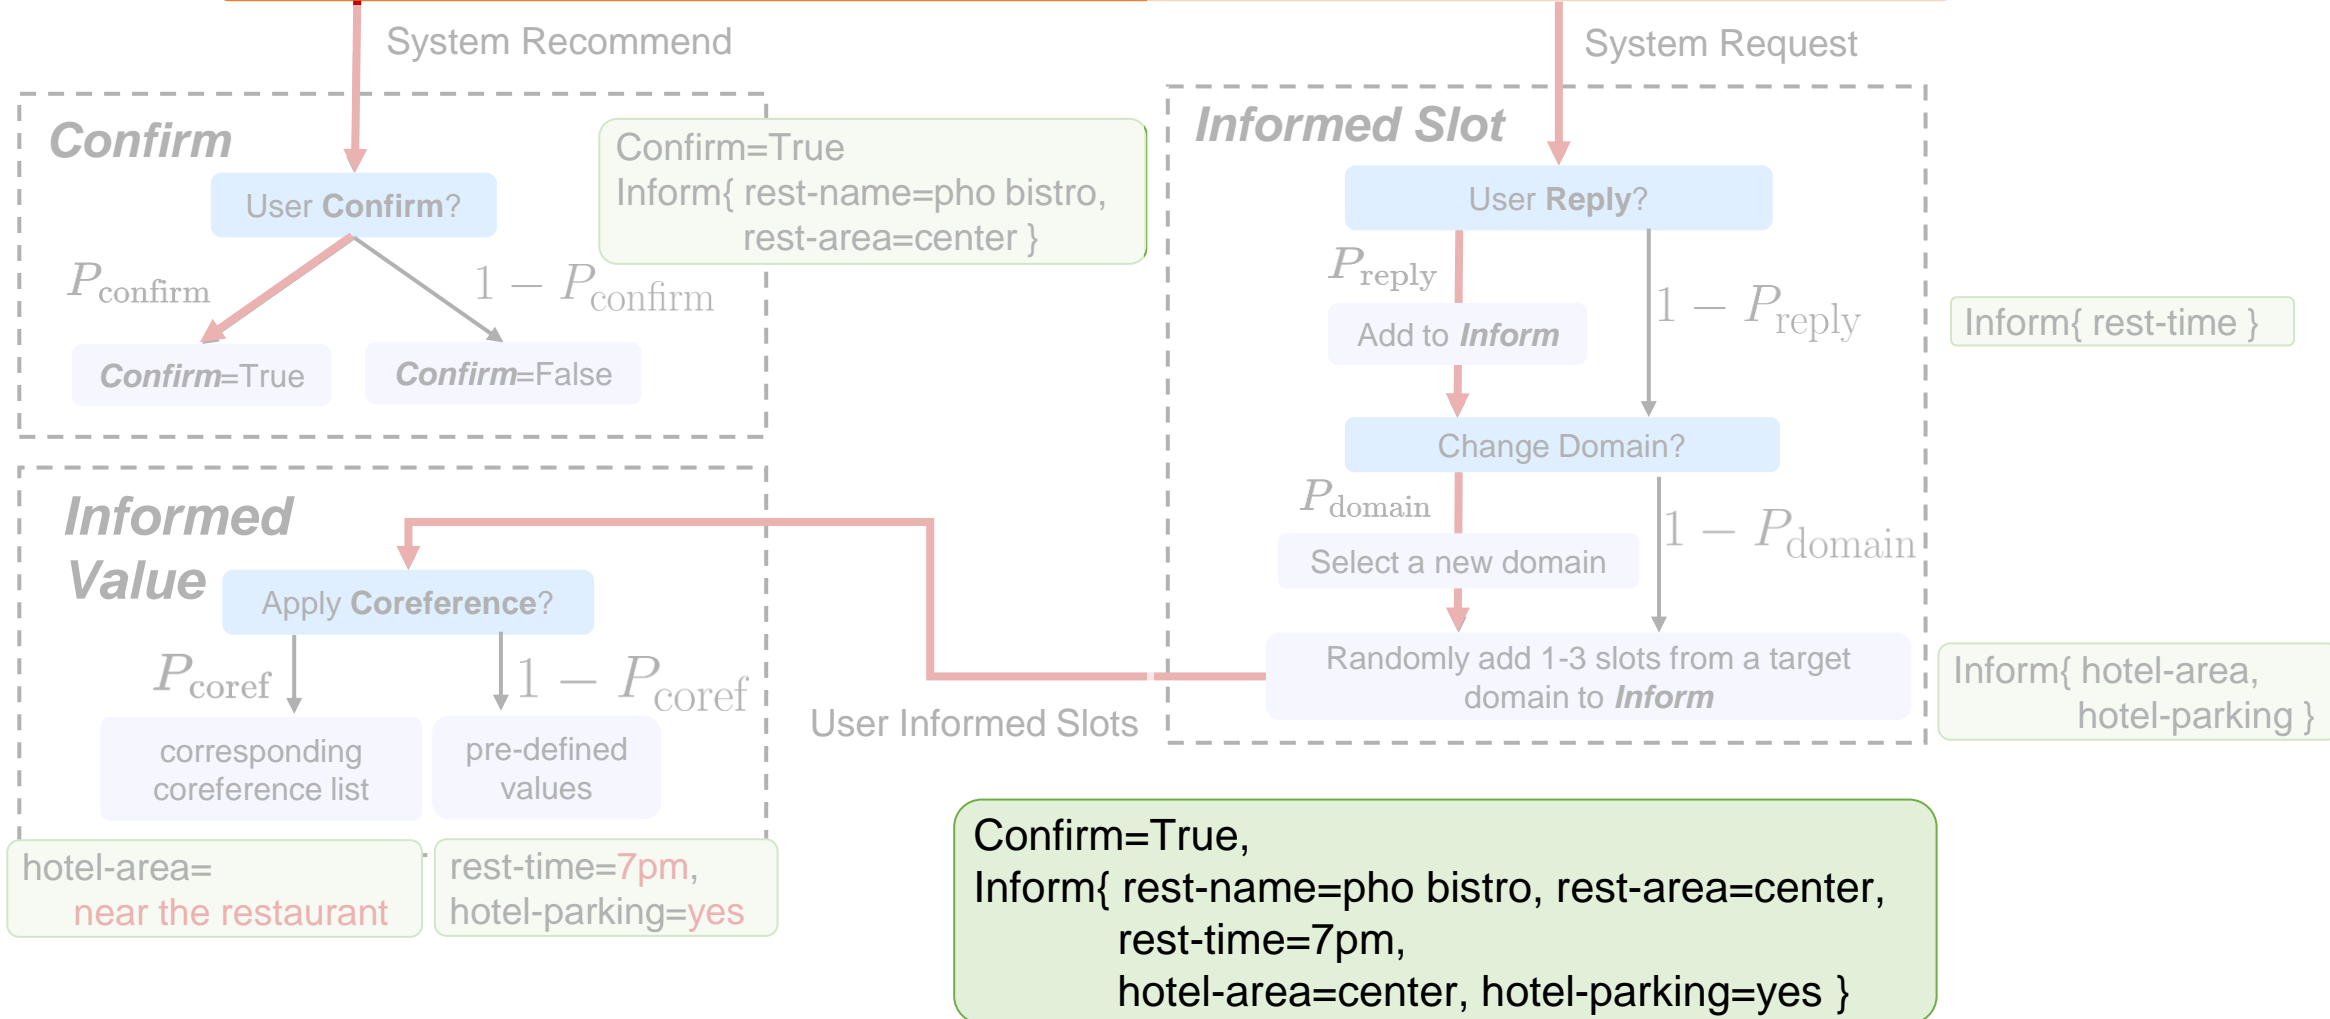 System Recommend
System Request
Confirm
Confirm=True
Inform{ rest-name=pho bistro,
rest-area=center }
User Confirm?
P_confirm
1 − P_confirm
Confirm=True
Confirm=False
Informed Slot
User Reply?
P_reply
1 − P_reply
Add to Inform
Inform{ rest-time }
Change Domain?
P_domain
1 − P_domain
Select a new domain
Randomly add 1-3 slots from a target
domain to Inform
Inform{ hotel-area,
hotel-parking }
User Informed Slots
Informed
Value
Apply Coreference?
P_coref
1 − P_coref
corresponding
coreference list
pre-defined
values
hotel-area=
near the restaurant
rest-time=7pm,
hotel-parking=yes
Confirm=True,
Inform{ rest-name=pho bistro, rest-area=center,
rest-time=7pm,
hotel-area=center, hotel-parking=yes }